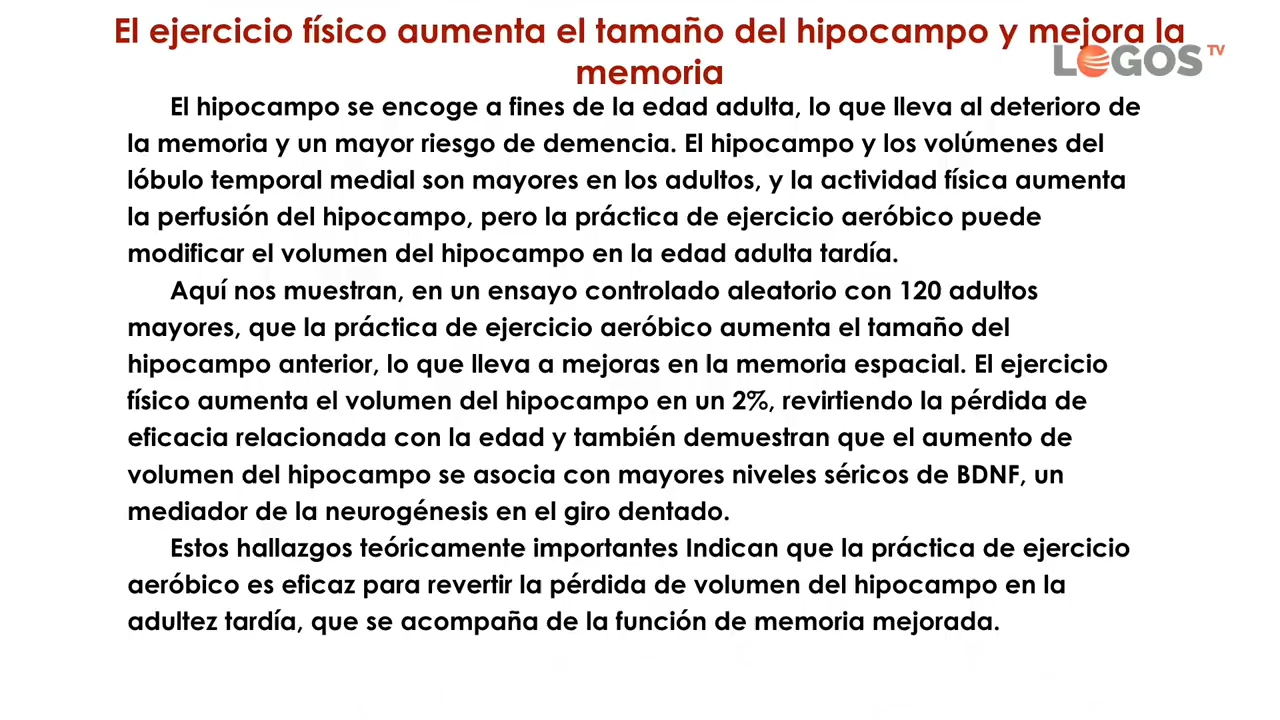 El ejercicio físico aumenta el tamaño del hipocampo y mejora la
memoria
LOGOS TV
El hipocampo se encoge a fines de la edad adulta, lo que lleva al deterioro de
la memoria y un mayor riesgo de demencia. El hipocampo y los volúmenes del
lóbulo temporal medial son mayores en los adultos, y la actividad física aumenta
la perfusión del hipocampo, pero la práctica de ejercicio aeróbico puede
modificar el volumen del hipocampo en la edad adulta tardía.
Aquí nos muestran, en un ensayo controlado aleatorio con 120 adultos
mayores, que la práctica de ejercicio aeróbico aumenta el tamaño del
hipocampo anterior, lo que lleva a mejoras en la memoria espacial. El ejercicio
físico aumenta el volumen del hipocampo en un 2%, revirtiendo la pérdida de
eficacia relacionada con la edad y también demuestran que el aumento de
volumen del hipocampo se asocia con mayores niveles séricos de BDNF, un
mediador de la neurogénesis en el giro dentado.
Estos hallazgos teóricamente importantes Indican que la práctica de ejercicio
aeróbico es eficaz para revertir la pérdida de volumen del hipocampo en la
adultez tardía, que se acompaña de la función de memoria mejorada.